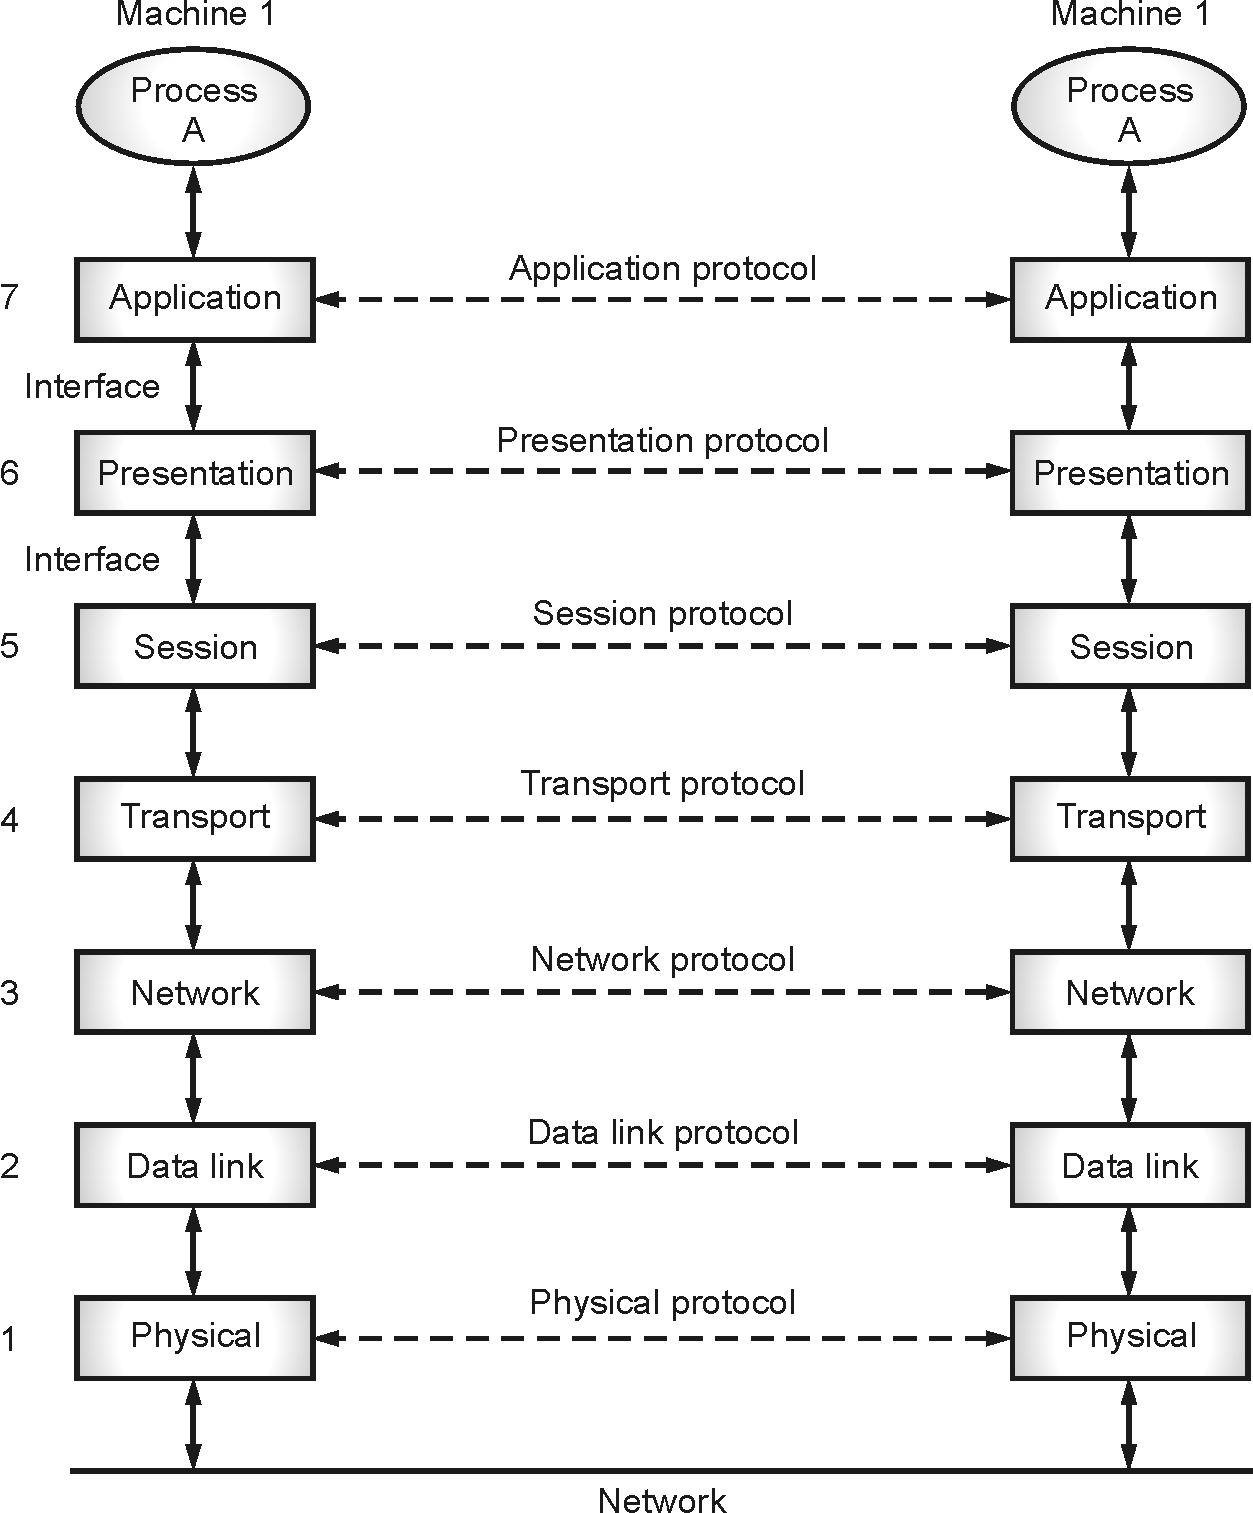 Machine 1
Machine 1
Process
A
Process
A
Application protocol
7
Application
Application
Interface
Presentation protocol
6
Presentation
Presentation
Interface
Session protocol
5
Session
Session
Transport protocol
4
Transport
Transport
Network protocol
3
Network
Network
Data link protocol
2
Data link
Data link
Physical protocol
1
Physical
Physical
Network